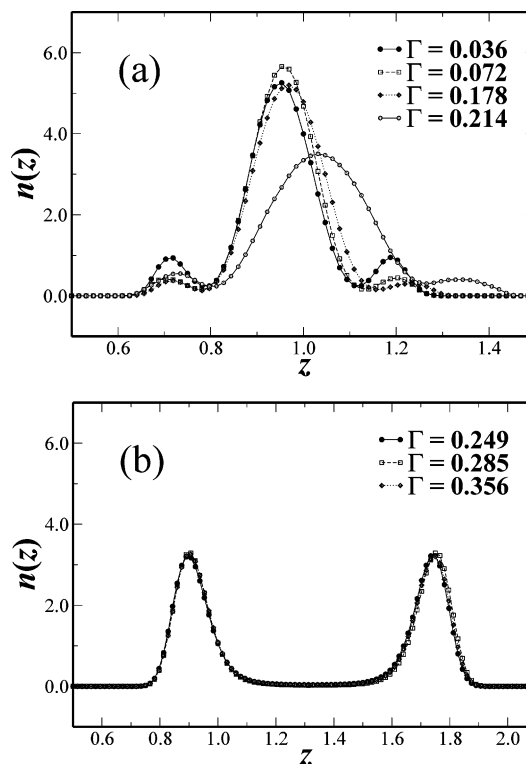 (a)
Γ = 0.036
Γ = 0.072
Γ = 0.178
Γ = 0.214
n(z)
6.0
4.0
2.0
0.0
0.6 0.8 1.0 1.2 1.4
z
(b)
Γ = 0.249
Γ = 0.285
Γ = 0.356
n(z)
6.0
4.0
2.0
0.0
0.6 0.8 1.0 1.2 1.4 1.6 1.8 2.0
z